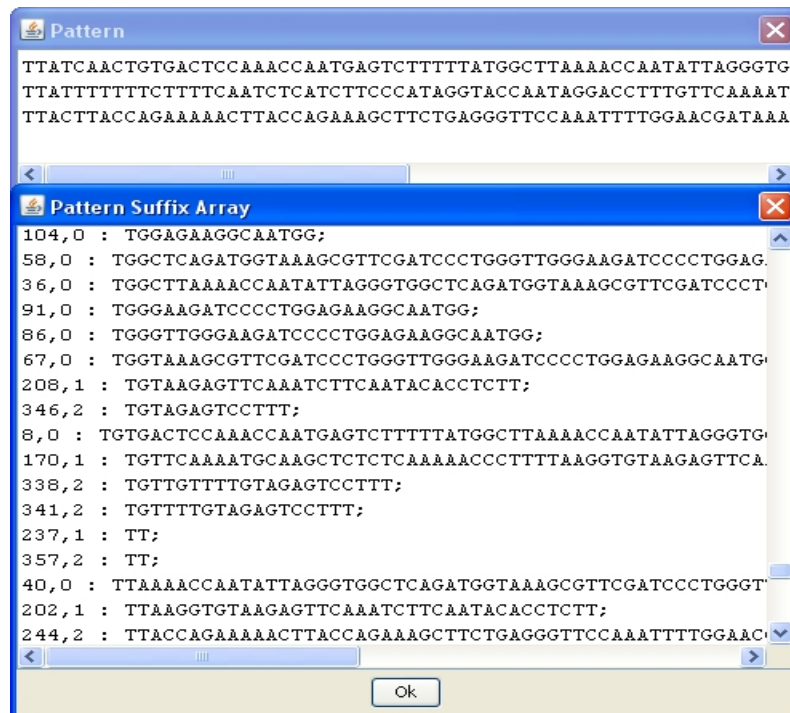 Pattern
TTATCAACTGTGACTCCAAACCAATGAGTCTTTTTATGGCTTAAAACCAATATTAGGGTG
TTATTTTTTTCTTTTCAATCTCATCTTCCCATAGGTACCAATAGGACCTTTGTTCAAAAT
TTACTTACCAGAAAAACTTACCAGAAAGCTTCTGAGGGTTCCAAATTTTGGAACGATAAA
Pattern Suffix Array
104,0 : TGGAGAAGGCAATGG;
58,0 : TGGCTCAGATGGTAAAGCGTTCGATCCCTGGGTTGGGAAGATCCCCTGGAG
36,0 : TGGCTTAAAACCAATATTAGGGTGGCTCAGATGGTAAAGCGTTCGATCCCT
91,0 : TGGGAAGATCCCCTGGAGAAGGCAATGG;
86,0 : TGGGTTGGGAAGATCCCCTGGAGAAGGCAATGG;
67,0 : TGGTAAAGCGTTCGATCCCTGGGTTGGGAAGATCCCCTGGAGAAGGCAATG
208,1 : TGTAAGAGTTCAAATCTTCAATACACCTCTT;
346,2 : TGTAGAGTCCTTT;
8,0 : TGTGACTCCAAACCAATGAGTCTTTTTATGGCTTAAAACCAATATTAGGGTG
170,1 : TGTTCAAAATGCAAGCTCTCTCAAAAACCCTTTTAAGGTGTAAGAGTTCA
338,2 : TGTTGTTTTGTAGAGTCCTTT;
341,2 : TGTTTTGTAGAGTCCTTT;
237,1 : TT;
357,2 : TT;
40,0 : TTAAAACCAATATTAGGGTGGCTCAGATGGTAAAGCGTTCGATCCCTGGGT
202,1 : TTAAGGTGTAAGAGTTCAAATCTTCAATACACCTCTT;
244,2 : TTACCAGAAAAACTTACCAGAAAGCTTCTGAGGGTTCCAAATTTTGGAAC
Ok